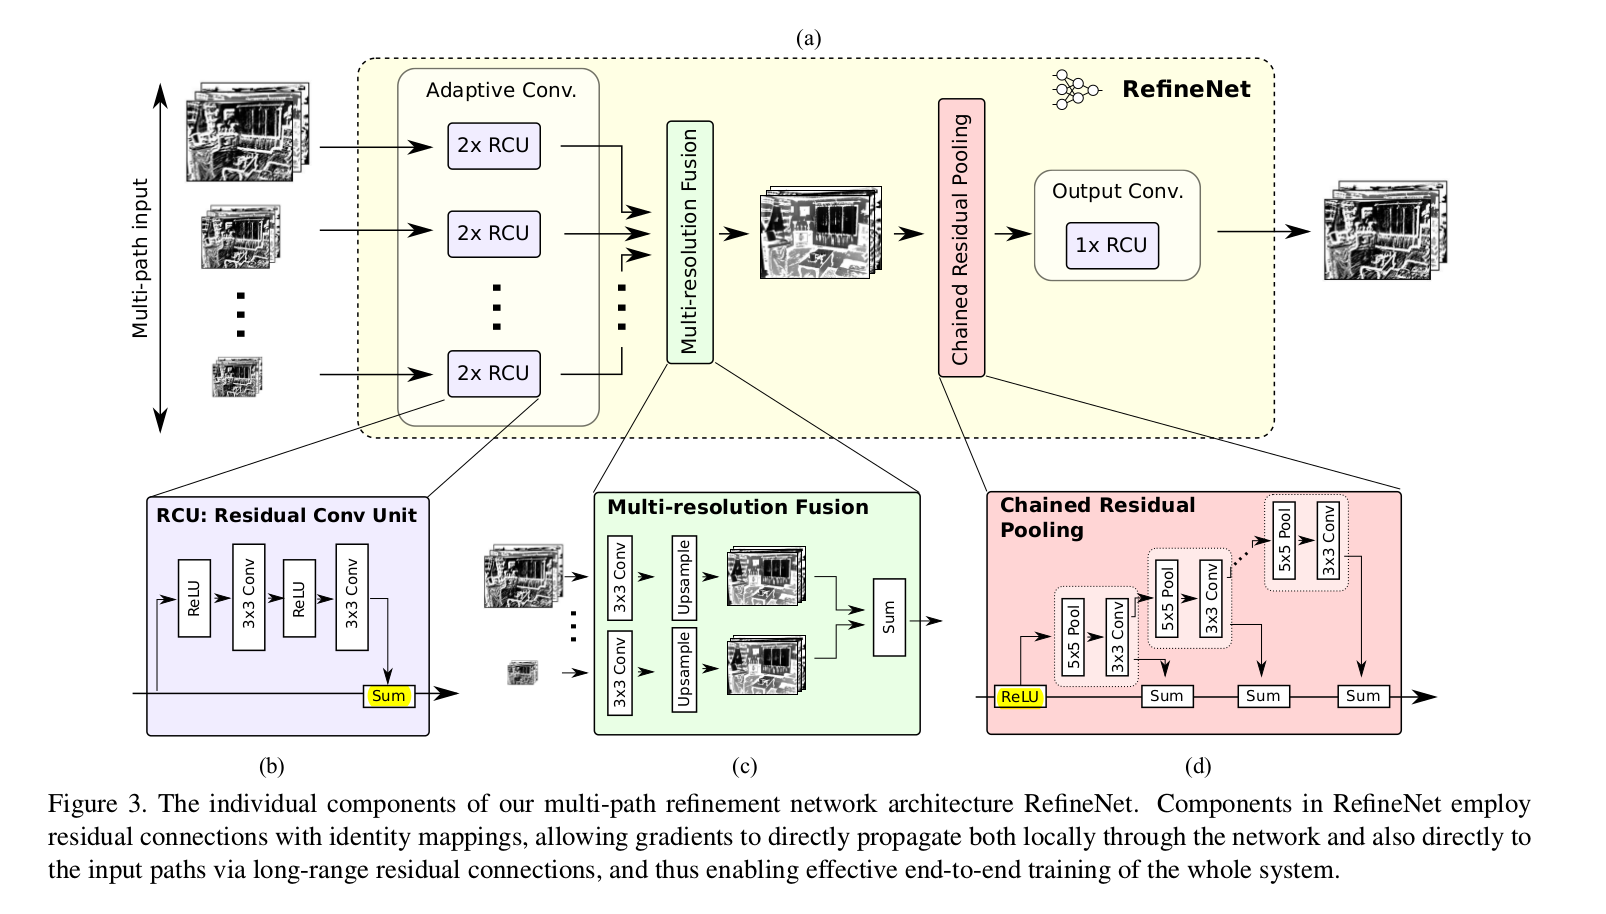 (a)
Multi-path input
Adaptive Conv.
2x RCU
2x RCU
2x RCU
Multi-resolution Fusion
Chained Residual Pooling
RefineNet
Output Conv.
1x RCU
RCU: Residual Conv Unit
ReLU
3x3 Conv
ReLU
3x3 Conv
Sum
(b)
Multi-resolution Fusion
3x3 Conv
Upsample
3x3 Conv
Upsample
Sum
(c)
Chained Residual
Pooling
ReLU
5x5 Pool
3x3 Conv
5x5 Pool
3x3 Conv
5x5 Pool
3x3 Conv
Sum
Sum
Sum
(d)
Figure 3. The individual components of our multi-path refinement network architecture RefineNet. Components in RefineNet employ
residual connections with identity mappings, allowing gradients to directly propagate both locally through the network and also directly to
the input paths via long-range residual connections, and thus enabling effective end-to-end training of the whole system.